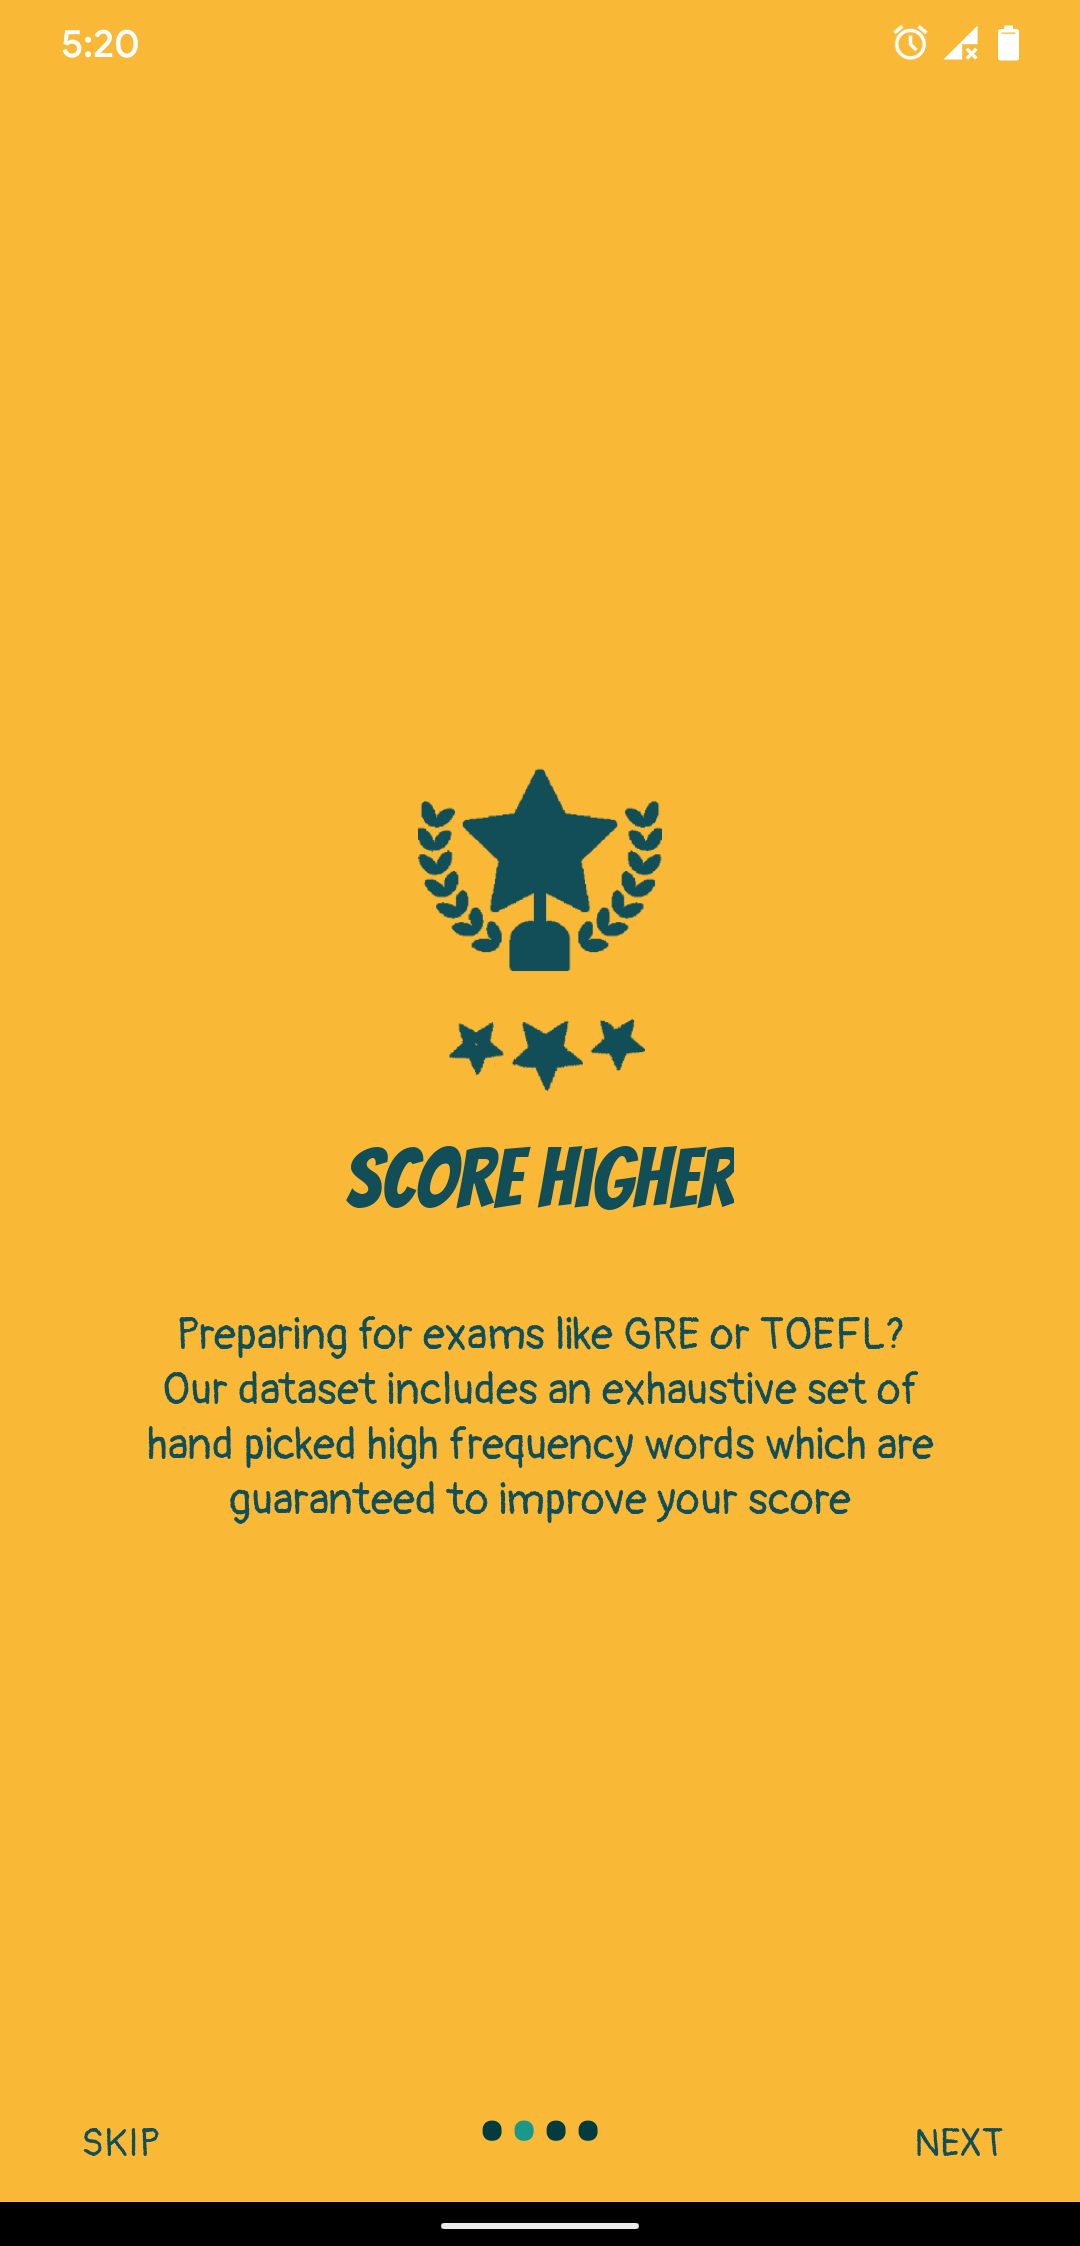 5:20
SCORE HIGHER
Preparing for exams like GRE or TOEFL?
Our dataset includes an exhaustive set of
hand picked high frequency words which are
guaranteed to improve your score
SKIP
NEXT